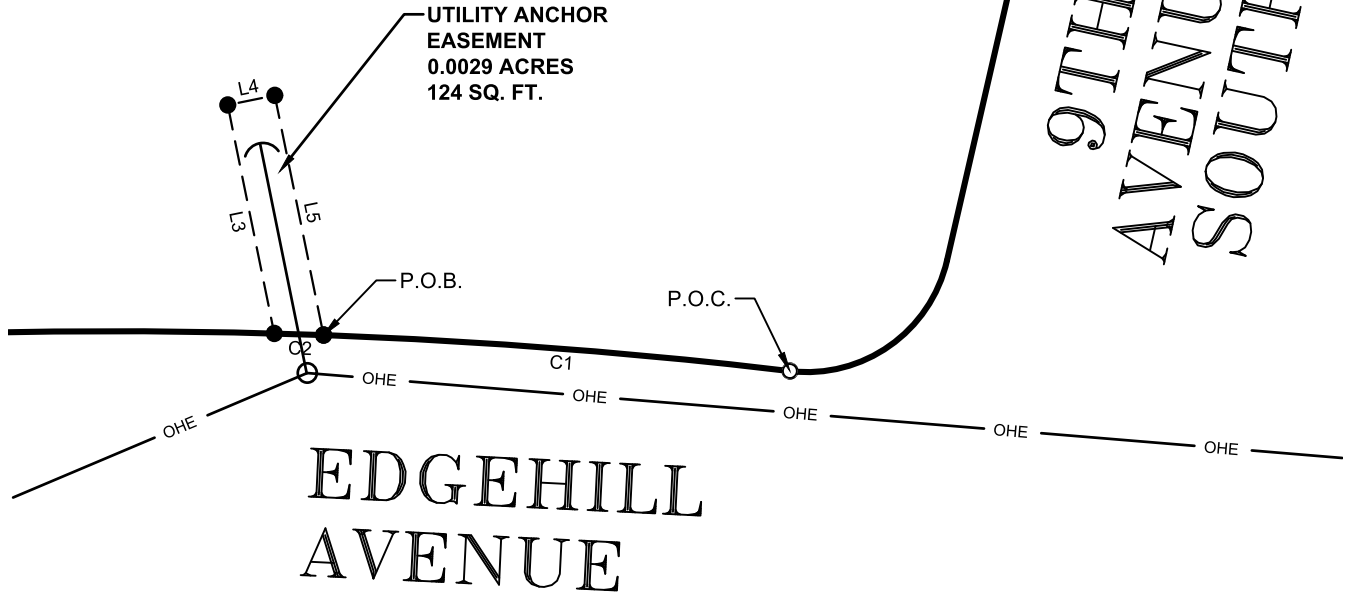 UTILITY ANCHOR
EASEMENT
0.0029 ACRES
124 SQ. FT.
L4
L3
L5
P.O.B.
P.O.C.
C2
C1
OHE
OHE
OHE
OHE
OHE
OHE
EDGEHILL
AVENUE
9TH
AVENU
SOUTH